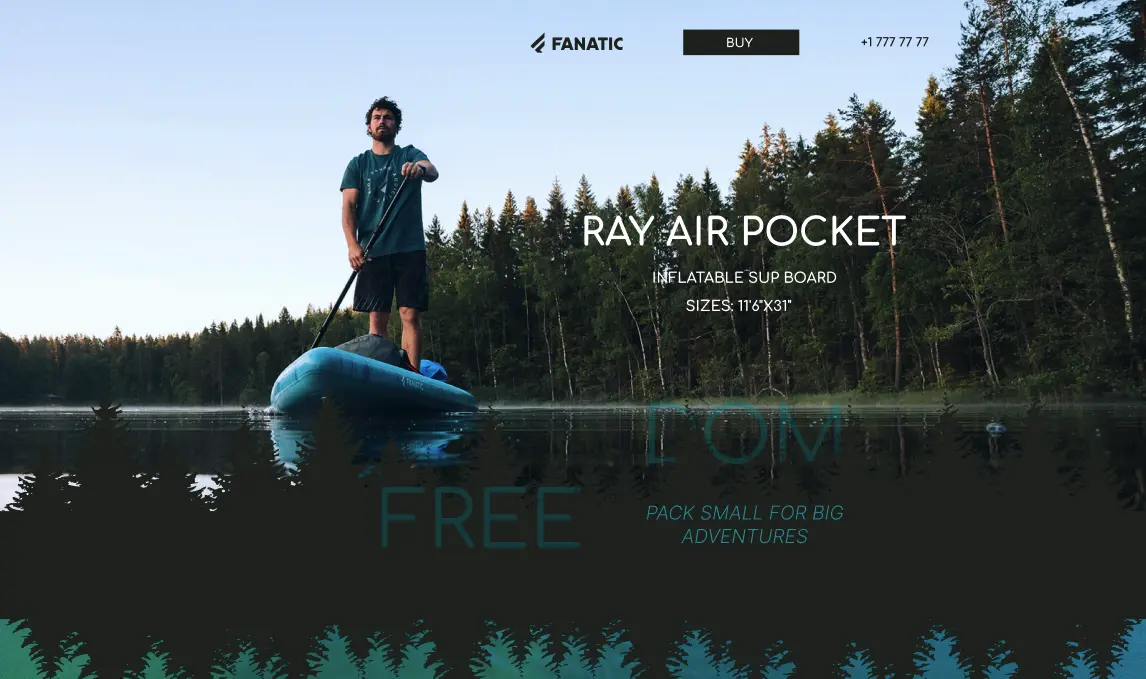 FANATIC
BUY
+1 777 77 77
RAY AIR POCKET
INFLATABLE SUP BOARD
SIZES: 11'6"X31"
FANATIC
DOM
FREE
PACK SMALL FOR BIG
ADVENTURES